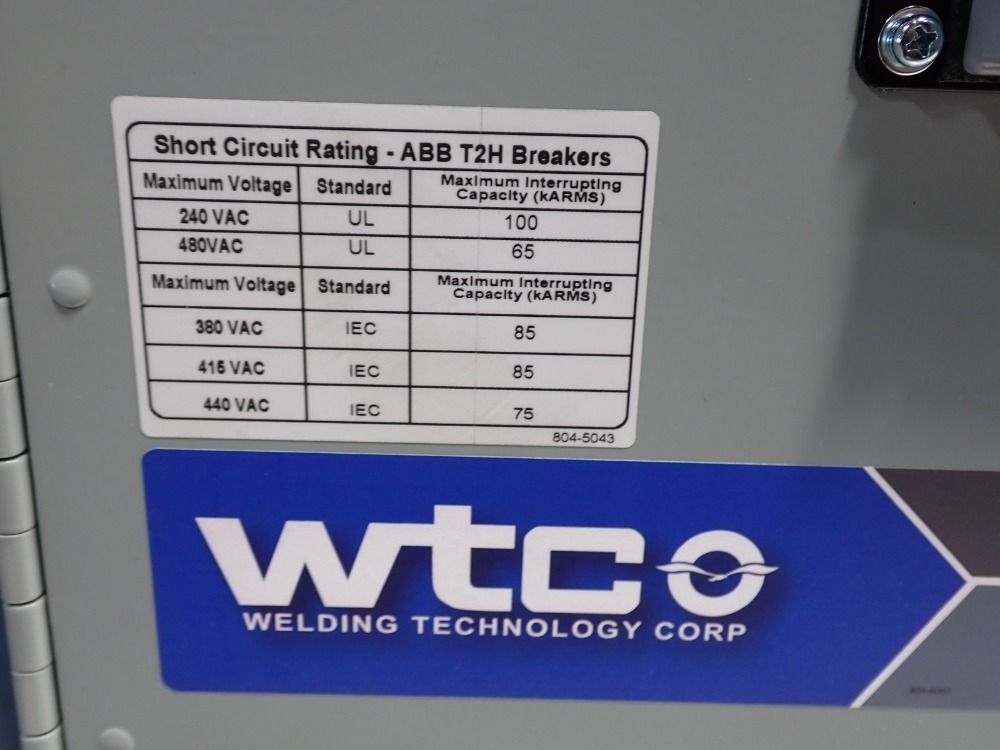 Short Circuit Rating - ABB T2H Breakers
Maximum Voltage Standard Maximum Interrupting Capacity (kARMS)
240 VAC UL 100
480VAC UL 65
Maximum Voltage Standard Maximum Interrupting Capacity (kARMS)
380 VAC IEC 85
415 VAC IEC 85
440 VAC IEC 75
804-5043
wtc
WELDING TECHNOLOGY CORP